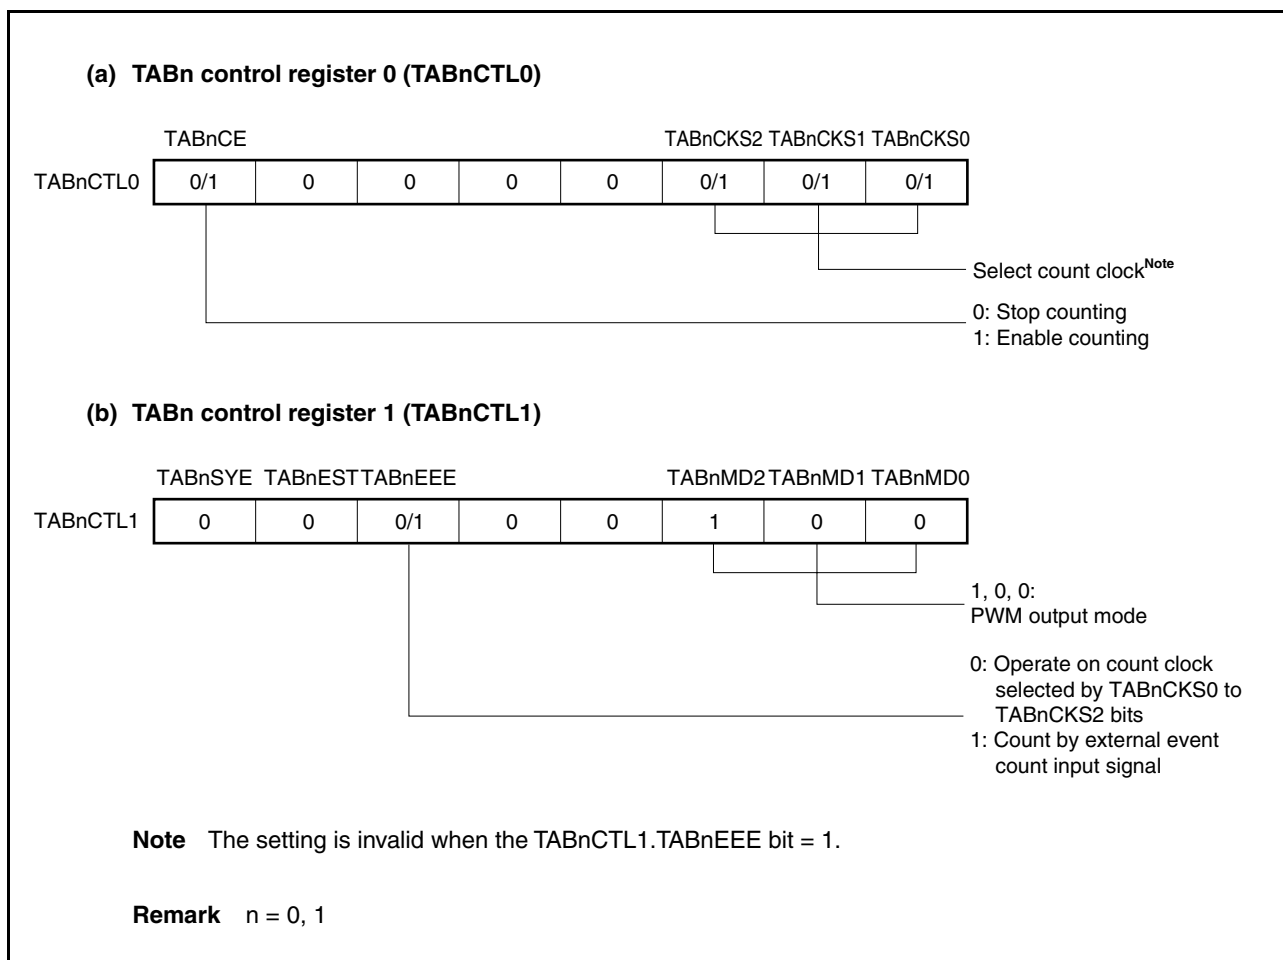 (a) TABn control register 0 (TABnCTL0)
TABnCE TABnCKS2 TABnCKS1 TABnCKS0
TABnCTL0 0/1 0 0 0 0 0/1 0/1 0/1
Select count clockNote
0: Stop counting
1: Enable counting
(b) TABn control register 1 (TABnCTL1)
TABnSYE TABnEST TABnEEE TABnMD2 TABnMD1 TABnMD0
TABnCTL1 0 0 0/1 0 0 1 0 0
1, 0, 0:
PWM output mode
0: Operate on count clock
selected by TABnCKS0 to
TABnCKS2 bits
1: Count by external event
count input signal
Note The setting is invalid when the TABnCTL1.TABnEEE bit = 1.
Remark n = 0, 1